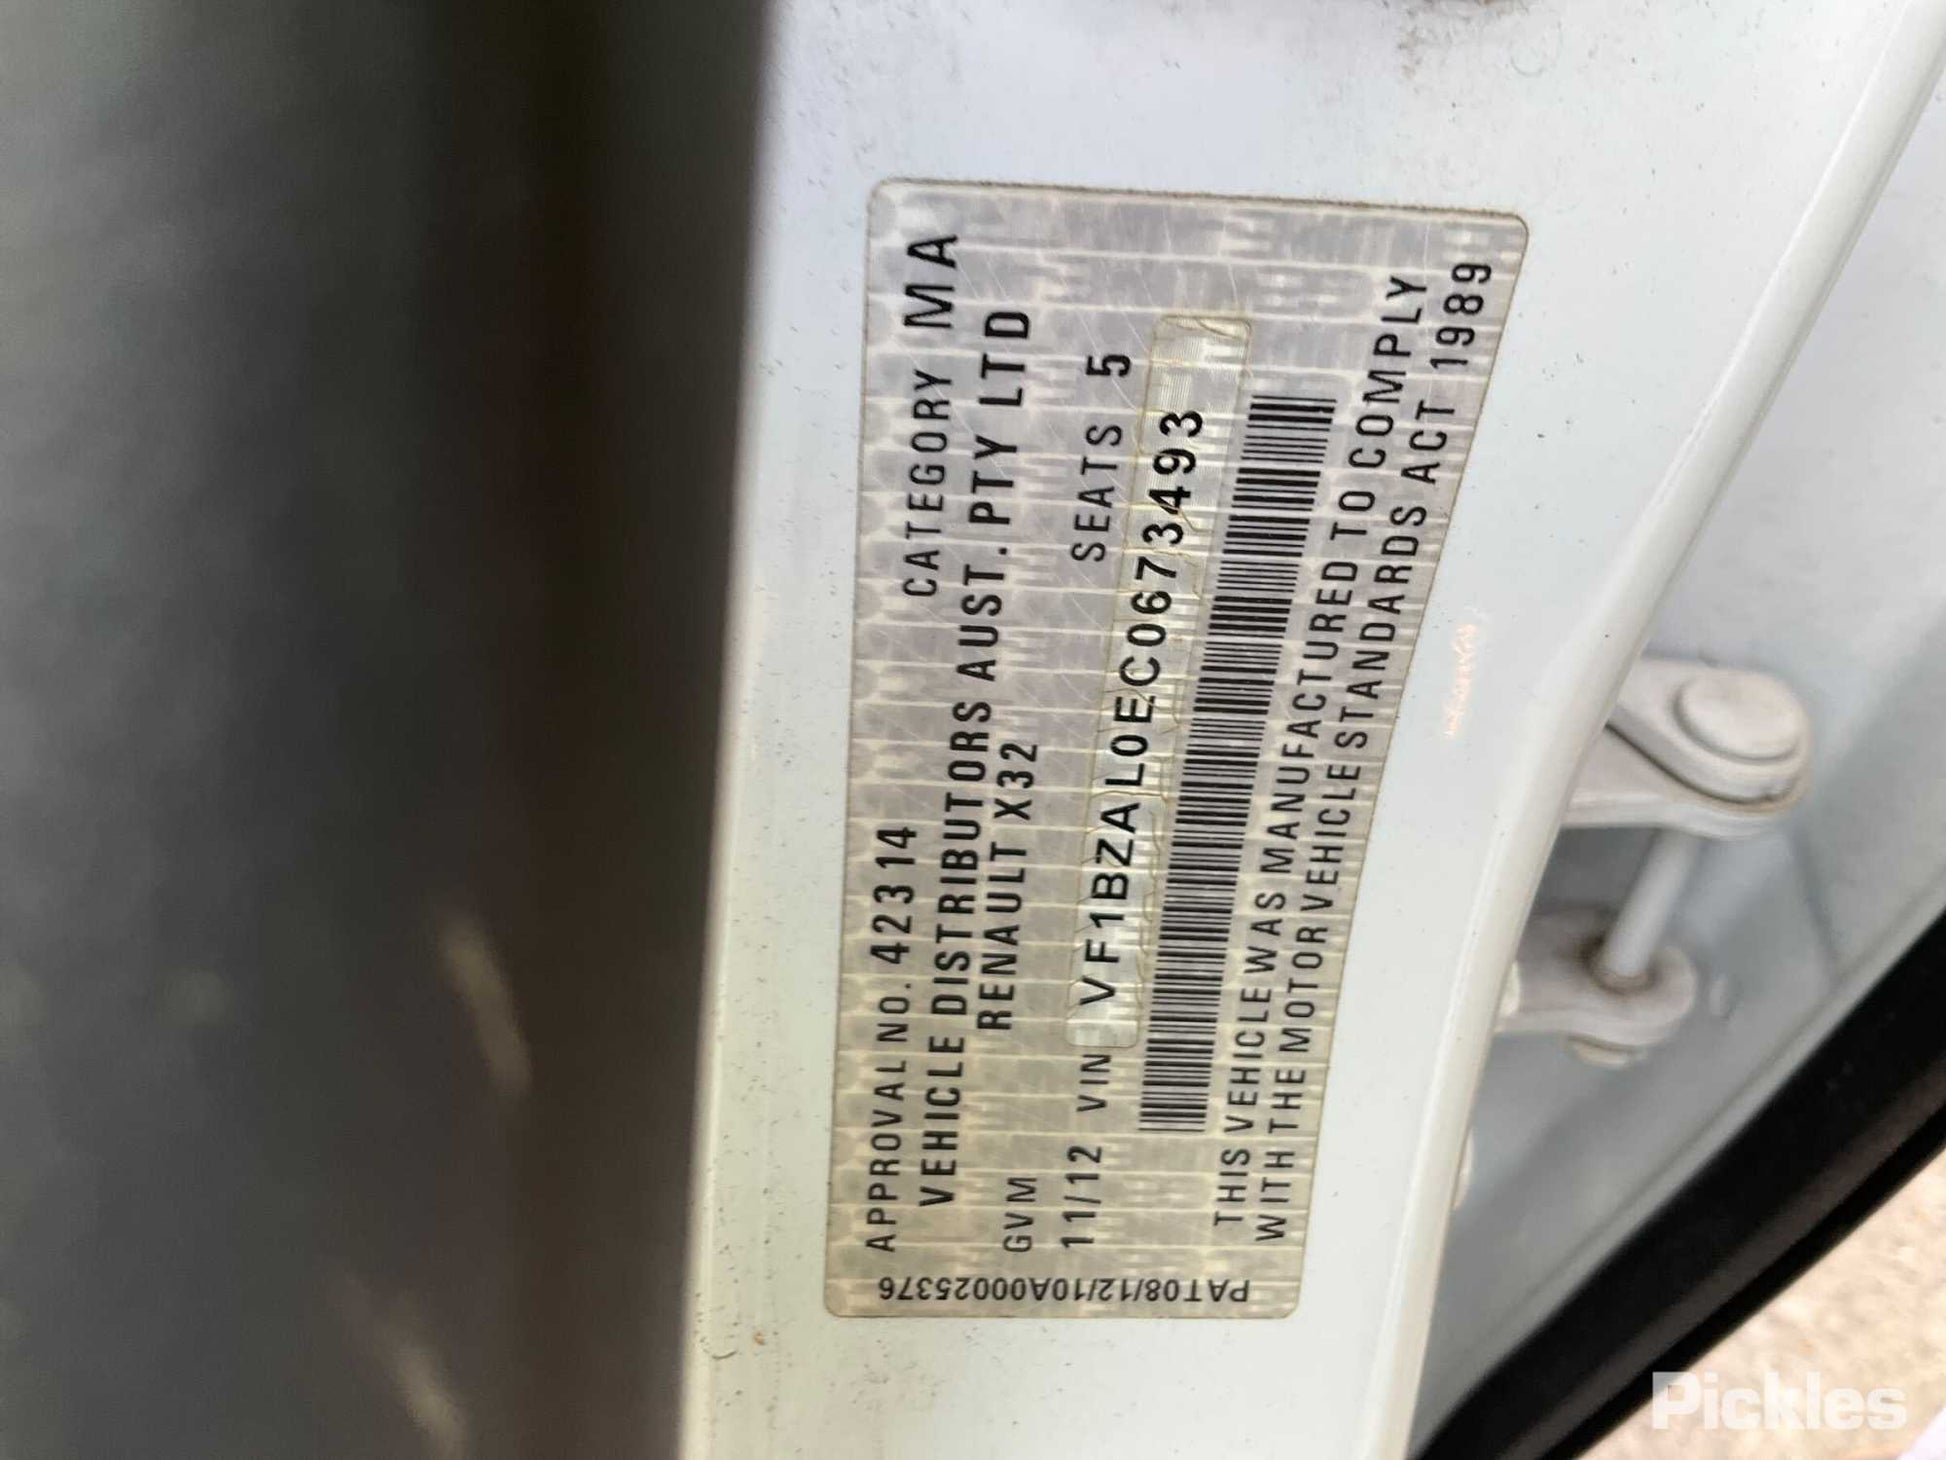 APPROVAL NO. 42314 CATEGORY MA
VEHICLE DISTRIBUTORS AUST. PTY LTD
RENAULT X32
GVM SEATS 5
11/12 VIN VF1BZAL0EC0673493
THIS VEHICLE WAS MANUFACTURED TO COMPLY
WITH THE MOTOR VEHICLE STANDARDS ACT 1989
PAT08/12/10A00025376
Pickles